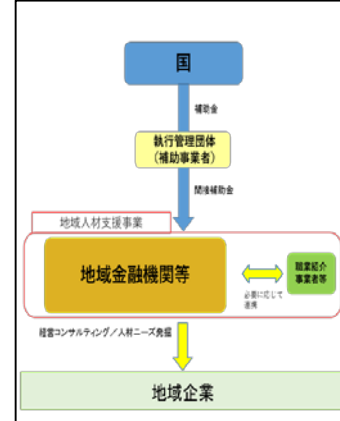 国
補助金
執行管理団体
(補助事業者)
間接補助金
地域人材支援事業
地域金融機関等
職業紹介
事業者等
必要に応じて
連携
経営コンサルティング／人材ニーズ発掘
地域企業